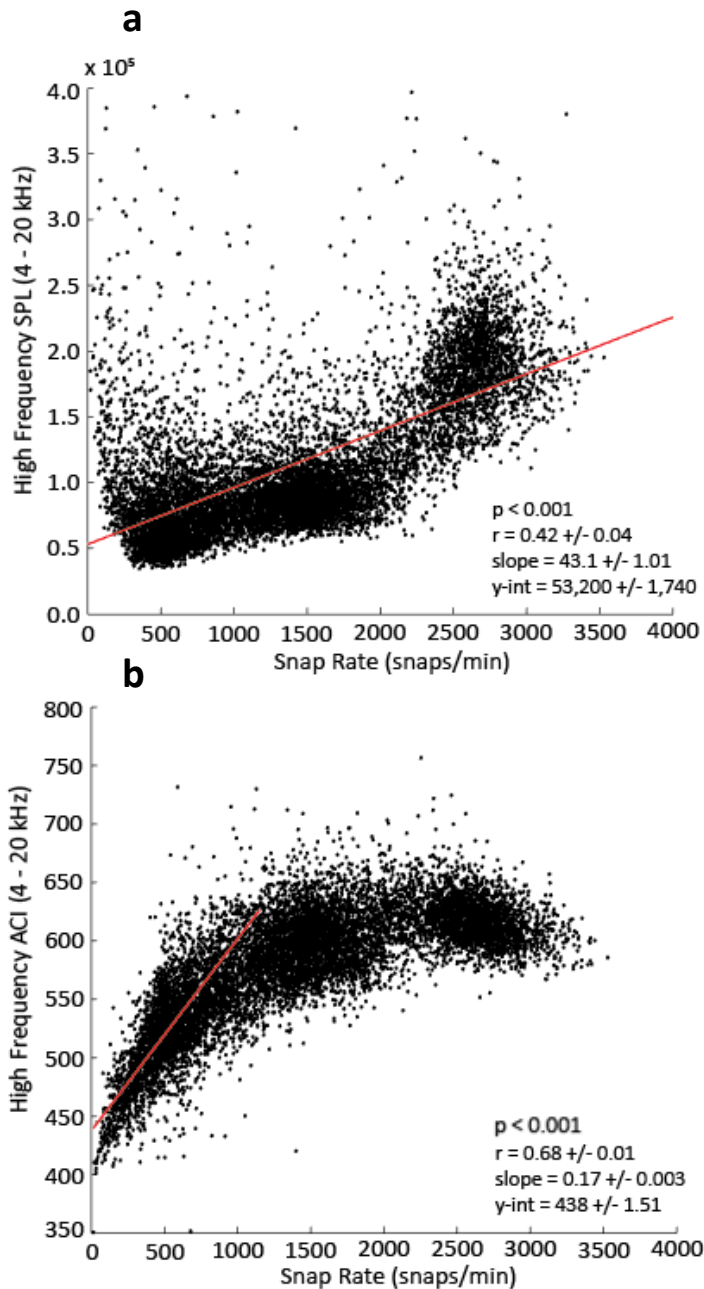 a
x 10⁵
4.0
3.5
3.0
2.5
2.0
1.5
1.0
0.5
0.0
High Frequency SPL (4 - 20 kHz)
p < 0.001
r = 0.42 +/- 0.04
slope = 43.1 +/- 1.01
y-int = 53,200 +/- 1,740
0 500 1000 1500 2000 2500 3000 3500 4000
Snap Rate (snaps/min)
b
800
750
700
650
600
550
500
450
400
350
High Frequency ACI (4 - 20 kHz)
p < 0.001
r = 0.68 +/- 0.01
slope = 0.17 +/- 0.003
y-int = 438 +/- 1.51
0 500 1000 1500 2000 2500 3000 3500 4000
Snap Rate (snaps/min)